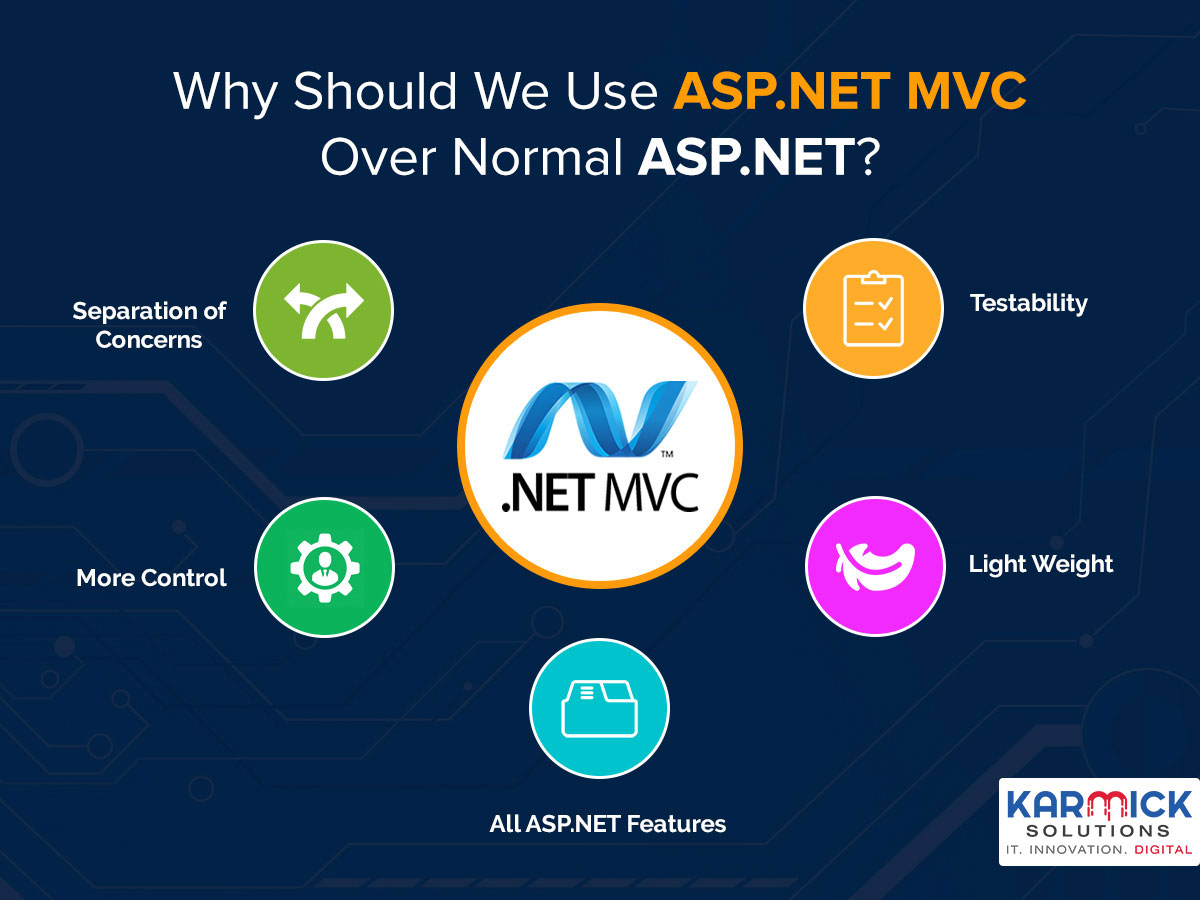 Why Should We Use ASP.NET MVC
Over Normal ASP.NET?
Separation of
Concerns
Testability
™
.NET MVC
More Control
Light Weight
All ASP.NET Features
KARMICK
SOLUTIONS
IT. INNOVATION. DIGITAL